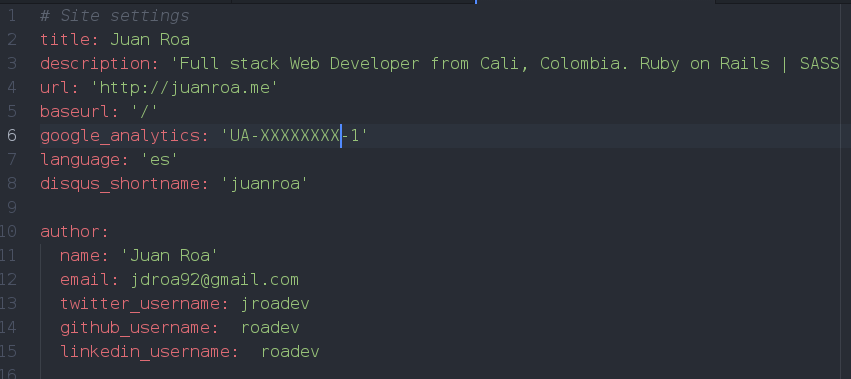 1 # Site settings
2 title: Juan Roa
3 description: 'Full stack Web Developer from Cali, Colombia. Ruby on Rails | SASS
4 url: 'http://juanroa.me'
5 baseurl: '/'
6 google_analytics: 'UA-XXXXXXXX-1'
7 language: 'es'
8 disqus_shortname: 'juanroa'
9
10 author:
11   name: 'Juan Roa'
12   email: jdroa92@gmail.com
13   twitter_username: jroadev
14   github_username:  roadev
15   linkedin_username:  roadev
16